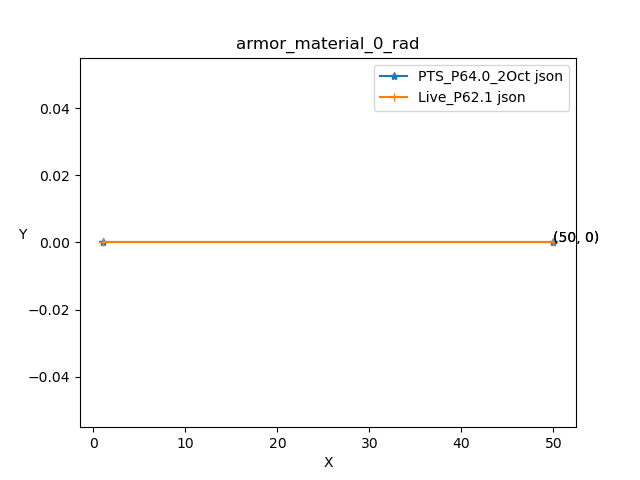 armor_material_0_rad
PTS_P64.0_2Oct json
Live_P62.1 json
0.04
0.02
0.00
−0.02
−0.04
Y
(50, 0)
0
10
20
30
40
50
X